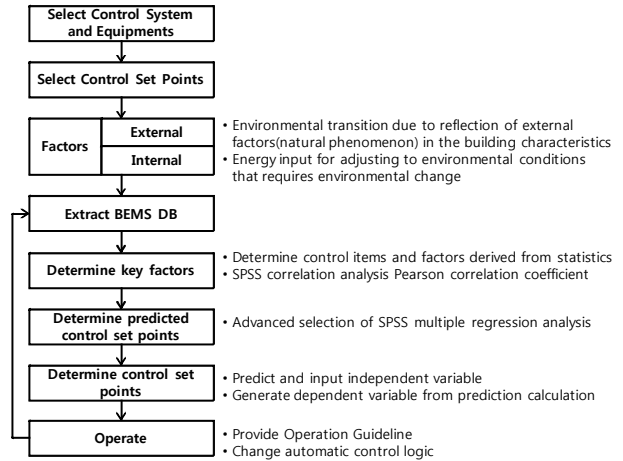 Select Control System
and Equipments
Select Control Set Points
Factors
External
Internal
• Environmental transition due to reflection of external
factors(natural phenomenon) in the building characteristics
• Energy input for adjusting to environmental conditions
that requires environmental change
Extract BEMS DB
Determine key factors
• Determine control items and factors derived from statistics
• SPSS correlation analysis Pearson correlation coefficient
Determine predicted
control set points
• Advanced selection of SPSS multiple regression analysis
Determine control set
points
• Predict and input independent variable
• Generate dependent variable from prediction calculation
Operate
• Provide Operation Guideline
• Change automatic control logic